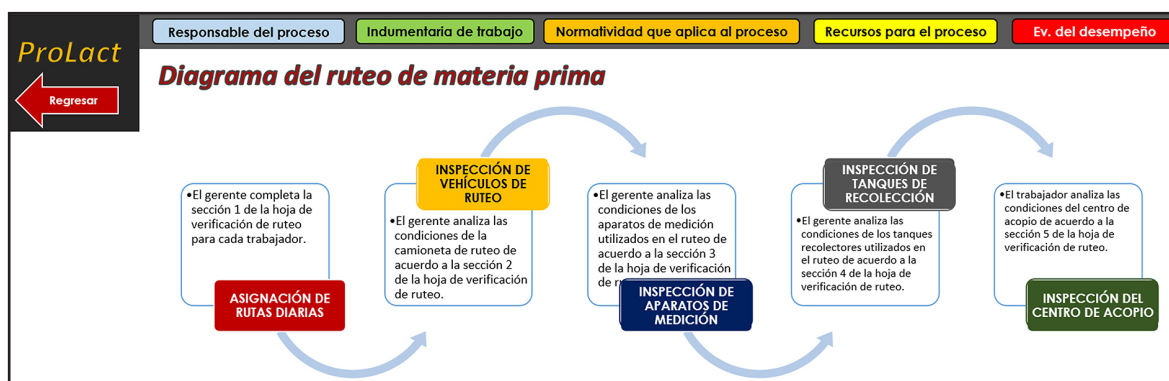 Responsable del proceso
Indumentaria de trabajo
Normatividad que aplica al proceso
Recursos para el proceso
Ev. del desempeño
ProLact
Regresar
Diagrama del ruteo de materia prima
•El gerente completa la
sección 1 de la hoja de
verificación de ruteo
para cada trabajador.
ASIGNACIÓN DE
RUTAS DIARIAS
INSPECCIÓN DE
VEHÍCULOS DE
RUTEO
•El gerente analiza las
condiciones de la
camioneta de ruteo de
acuerdo a la sección 2
de la hoja de verificación
de ruteo.
•El gerente analiza las
condiciones de los
aparatos de medición
utilizados en el ruteo de
acuerdo a la sección 3
de la hoja de verificación
INSPECCIÓN DE
APARATOS DE
MEDICIÓN
INSPECCIÓN DE
TANQUES DE
RECOLECCIÓN
•El gerente analiza las
condiciones de los tanques
recolectores utilizados en
el ruteo de acuerdo a la
sección 4 de la hoja de
verificación de ruteo.
•El trabajador analiza las
condiciones del centro de
acopio de acuerdo a la
sección 5 de la hoja de
verificación de ruteo.
INSPECCIÓN DEL
CENTRO DE ACOPIO